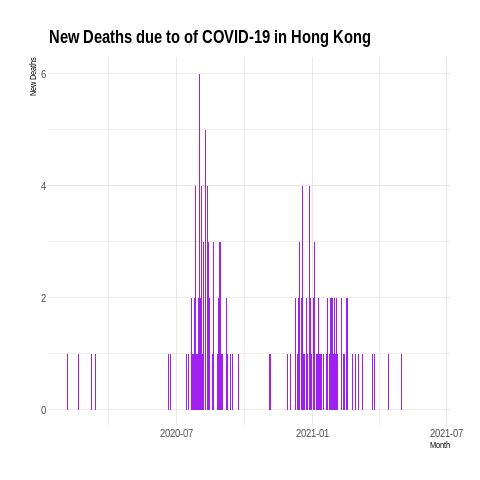 New Deaths due to of COVID-19 in Hong Kong
New Deaths
6
4
2
0
2020-07
2021-01
2021-07
Month